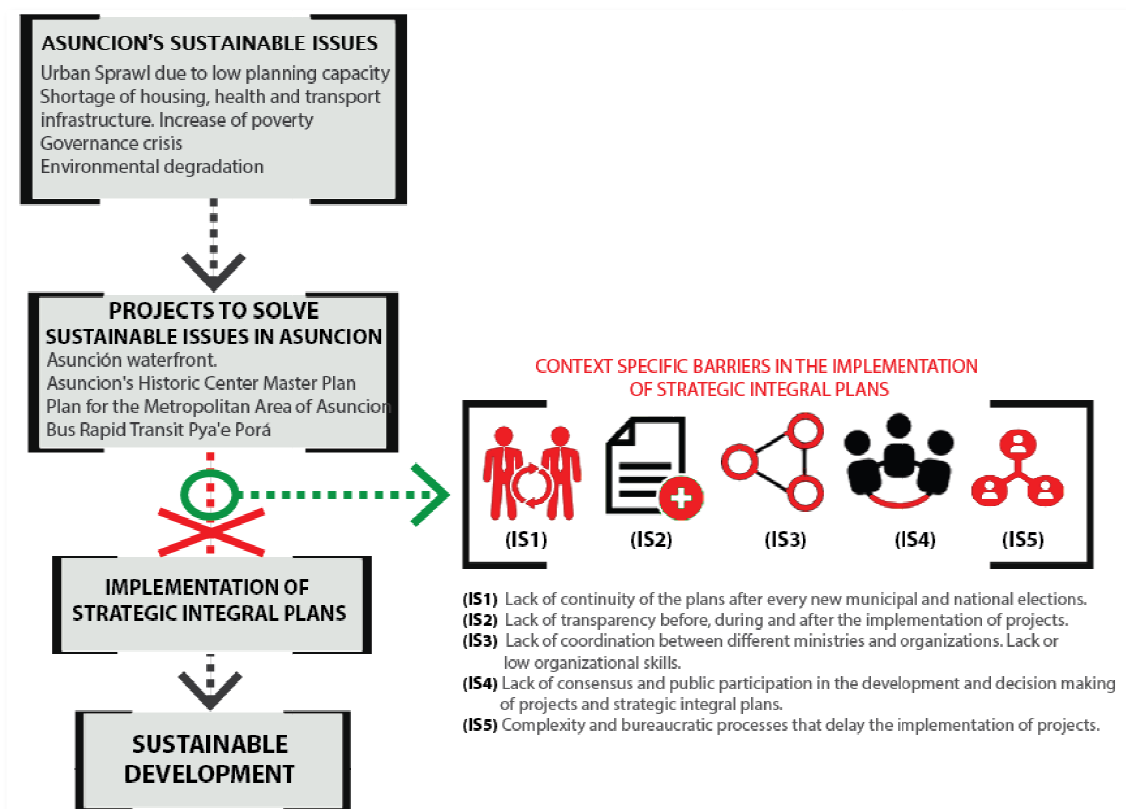 ASUNCION'S SUSTAINABLE ISSUES
Urban Sprawl due to low planning capacity
Shortage of housing, health and transport
infrastructure. Increase of poverty
Governance crisis
Environmental degradation
PROJECTS TO SOLVE
SUSTAINABLE ISSUES IN ASUNCION
Asunción waterfront.
Asuncion's Historic Center Master Plan
Plan for the Metropolitan Area of Asuncion
Bus Rapid Transit Pya'e Porá
IMPLEMENTATION OF
STRATEGIC INTEGRAL PLANS
SUSTAINABLE
DEVELOPMENT
CONTEXT SPECIFIC BARRIERS IN THE IMPLEMENTATION
OF STRATEGIC INTEGRAL PLANS
(IS1) (IS2) (IS3) (IS4) (IS5)
(IS1) Lack of continuity of the plans after every new municipal and national elections.
(IS2) Lack of transparency before, during and after the implementation of projects.
(IS3) Lack of coordination between different ministries and organizations. Lack or
low organizational skills.
(IS4) Lack of consensus and public participation in the development and decision making
of projects and strategic integral plans.
(IS5) Complexity and bureaucratic processes that delay the implementation of projects.